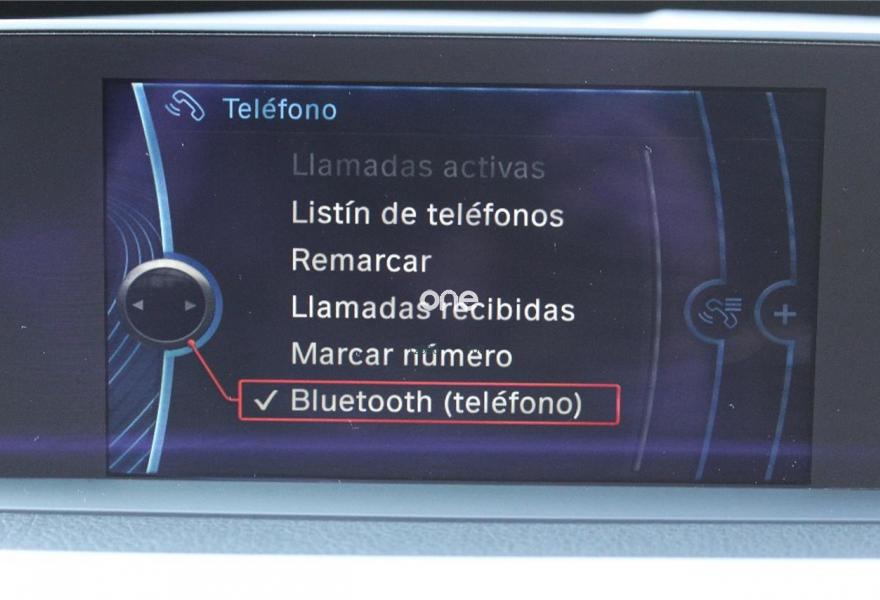 Teléfono
Llamadas activas
Listín de teléfonos
Remarcar
Llamadas recibidas
one
Marcar número
✓ Bluetooth (teléfono)